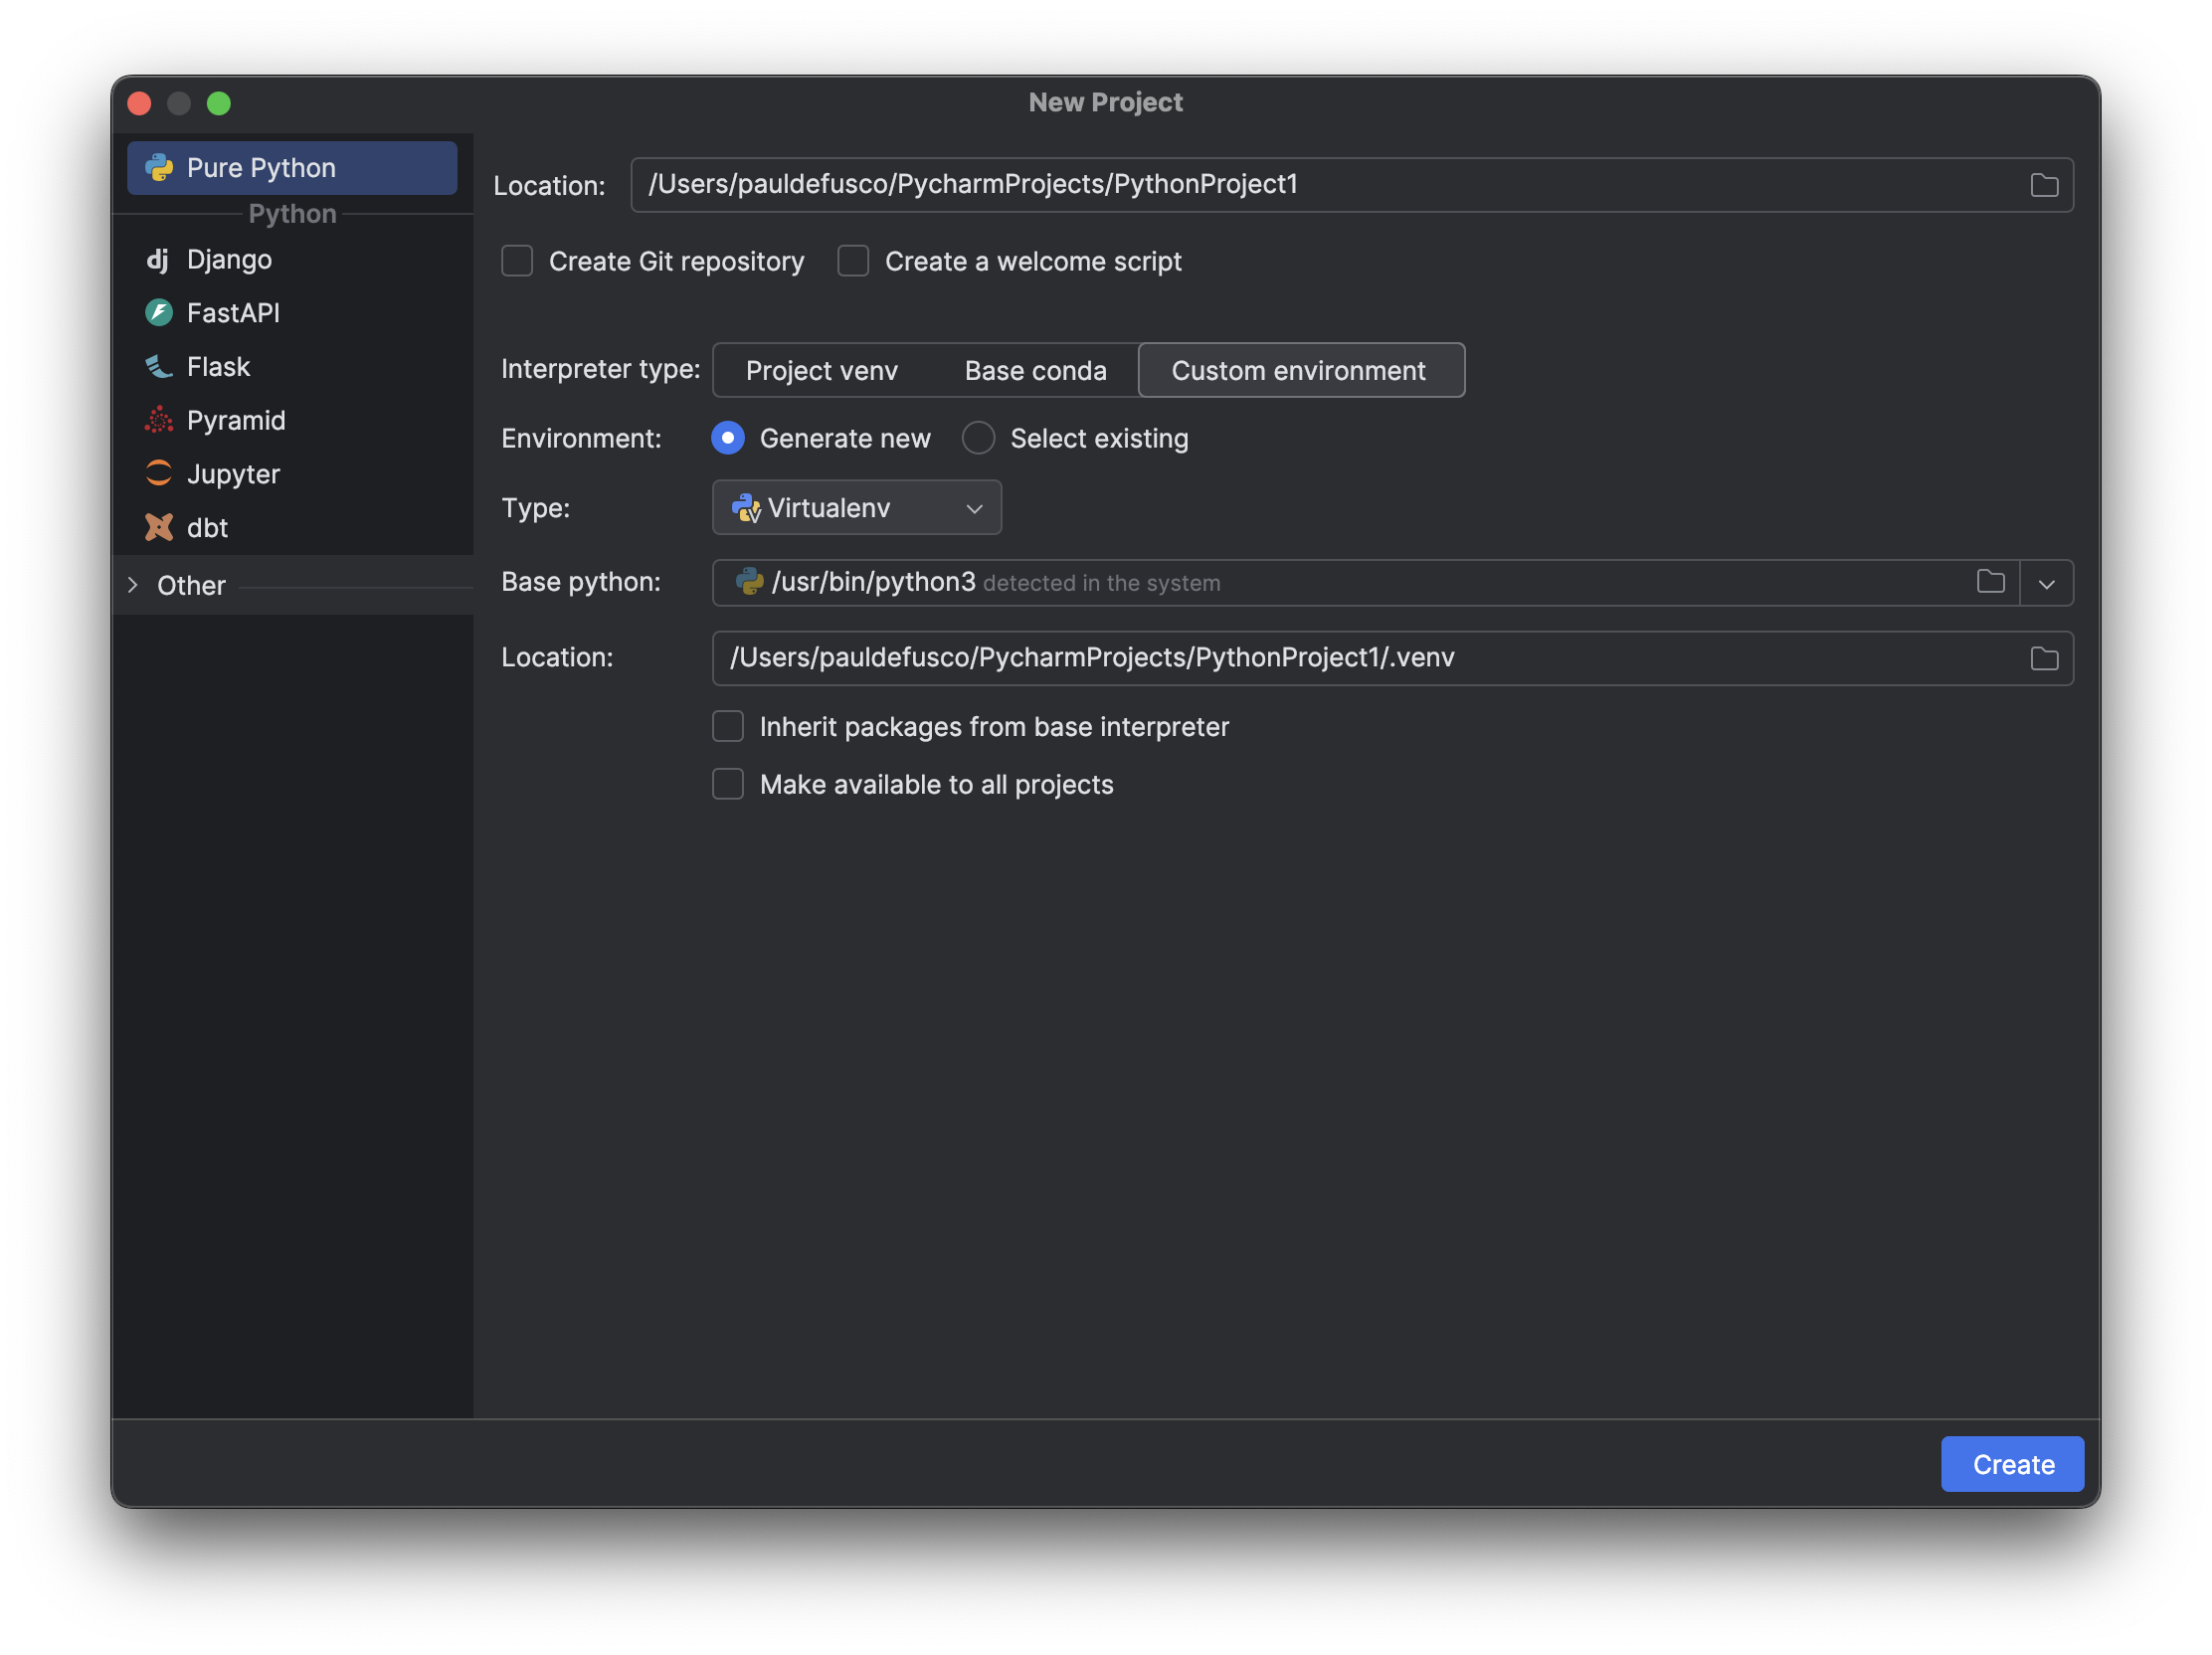 New Project
Pure Python
Python
dj Django
FastAPI
Flask
Pyramid
Jupyter
dbt
Other
Location: /Users/pauldefusco/PycharmProjects/PythonProject1
Create Git repository Create a welcome script
Interpreter type: Project venv Base conda Custom environment
Environment: Generate new Select existing
Type: Virtualenv
Base python: /usr/bin/python3 detected in the system
Location: /Users/pauldefusco/PycharmProjects/PythonProject1/.venv
Inherit packages from base interpreter
Make available to all projects
Create